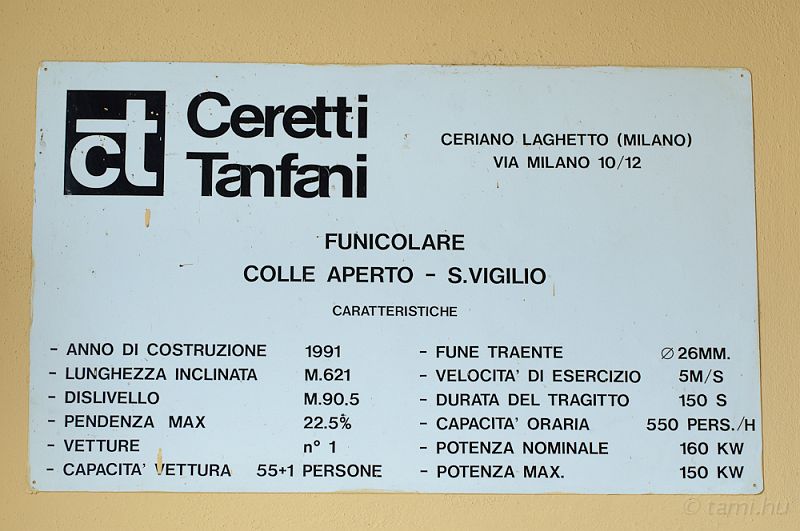 ct
Ceretti
Tanfani
CERIANO LAGHETTO (MILANO)
VIA MILANO 10/12
FUNICOLARE
COLLE APERTO - S.VIGILIO
CARATTERISTICHE
- ANNO DI COSTRUZIONE 1991
- LUNGHEZZA INCLINATA M.621
- DISLIVELLO M.90.5
- PENDENZA MAX 22.5%
- VETTURE n° 1
- CAPACITA' VETTURA 55+1 PERSONE
- FUNE TRAENTE ∅26MM.
- VELOCITA' DI ESERCIZIO 5M/S
- DURATA DEL TRAGITTO 150 S
- CAPACITA' ORARIA 550 PERS./H
- POTENZA NOMINALE 160 KW
- POTENZA MAX. 150 KW
© tami.hu